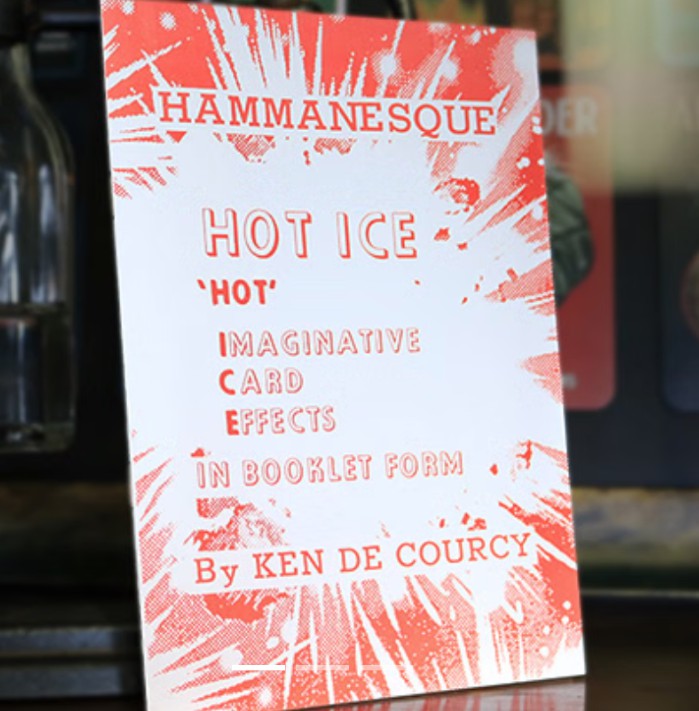 HAMMANESQUE
HOT ICE
'HOT'
IMAGINATIVE
CARD
EFFECTS
IN BOOKLET FORM
By KEN DE COURCY